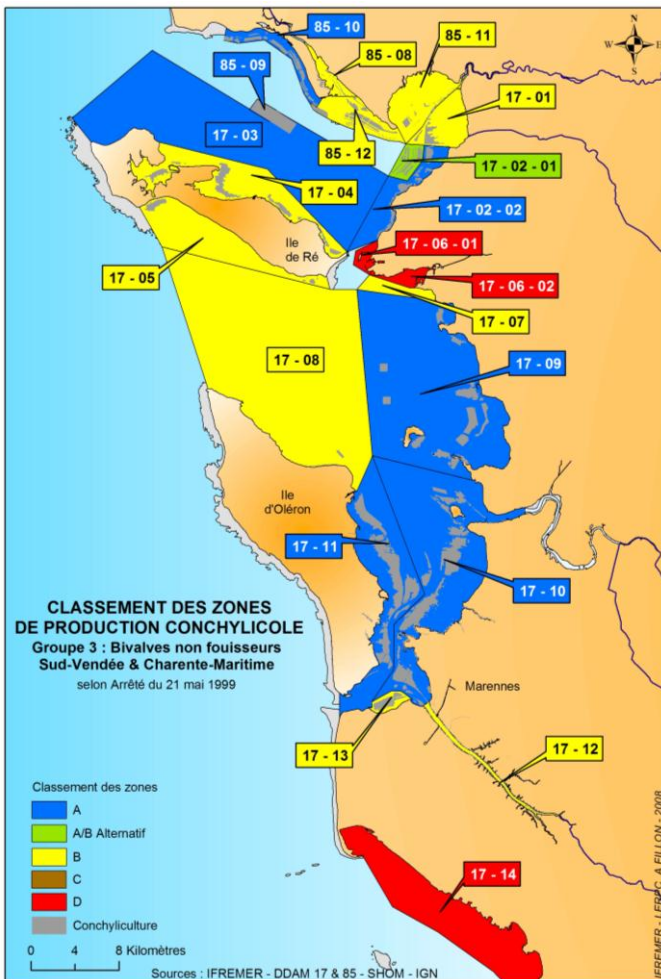 85 - 10
85 - 08
85 - 11
N
W E
S
85 - 09
17 - 01
17 - 03
85 - 12
17 - 02 - 01
17 - 04
17 - 02 - 02
17 - 06 - 01
Ile
de Ré
17 - 06 - 02
17 - 05
17 - 07
17 - 08
17 - 09
Ile
d'Oléron
17 - 11
17 - 10
CLASSEMENT DES ZONES
DE PRODUCTION CONCHYLICOLE
Groupe 3 : Bivalves non fouisseurs
Sud-Vendée & Charente-Maritime
selon Arrêté du 21 mai 1999
Marennes
17 - 13
17 - 12
Classement des zones
A
A/B Alternatif
B
C
D
Conchyliculture
17 - 14
0 4 8 Kilomètres
Sources : IFREMER - DDAM 17 & 85 - SHOM - IGN
IFREMER - LERPC, A.FILLON - 2008